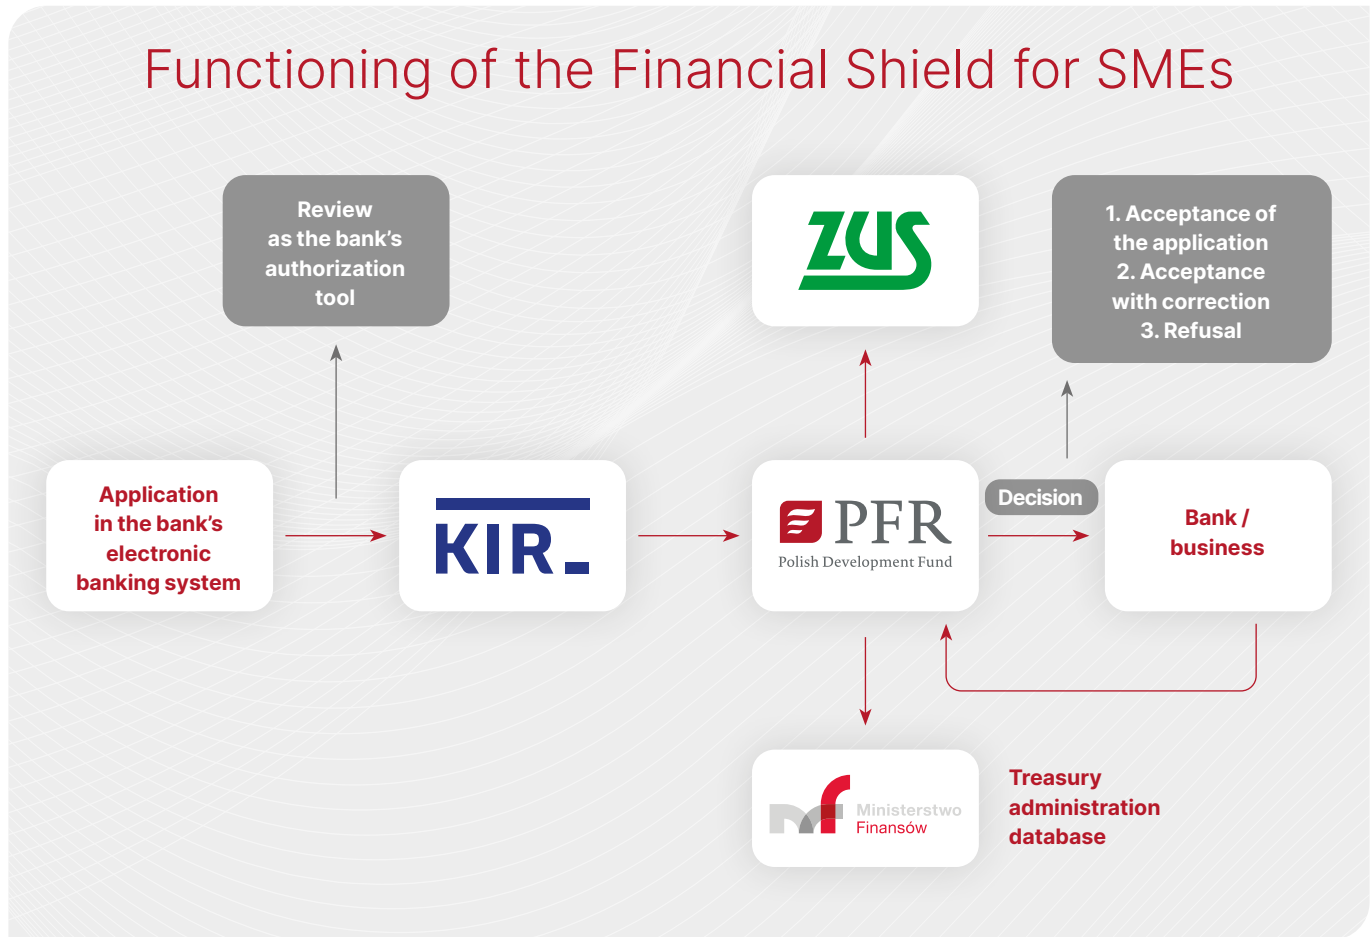 Functioning of the Financial Shield for SMEs
Review
as the bank's
authorization
tool
ZUS
1. Acceptance of
the application
2. Acceptance
with correction
3. Refusal
Application
in the bank's
electronic
banking system
KIR_
PFR
Polish Development Fund
Decision
Bank /
business
Ministerstwo
Finansów
Treasury
administration
database